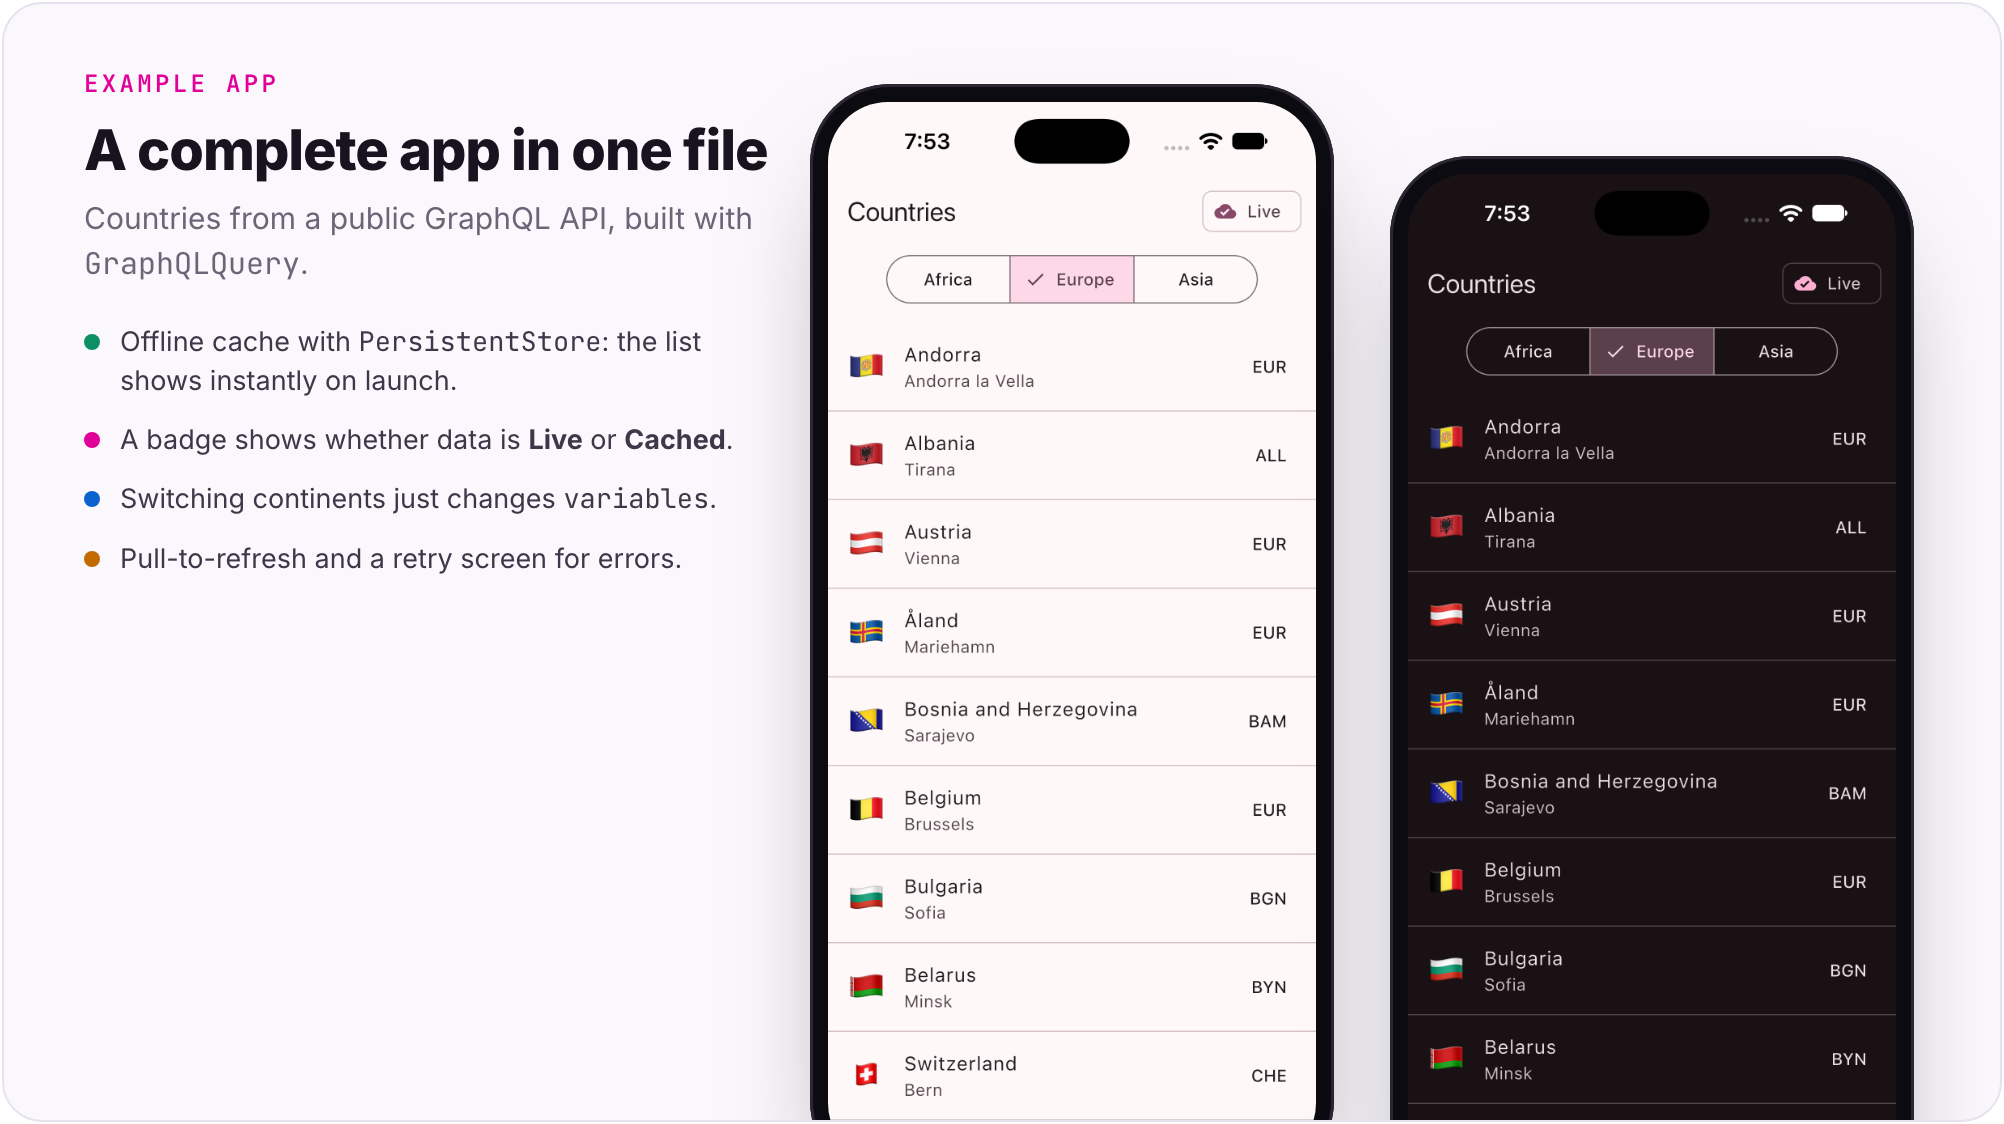 EXAMPLE APP
A complete app in one file
Countries from a public GraphQL API, built with
GraphQLQuery.
Offline cache with PersistentStore: the list
shows instantly on launch.
A badge shows whether data is Live or Cached.
Switching continents just changes variables.
Pull-to-refresh and a retry screen for errors.
7:53
Countries
Live
Africa
Europe
Asia
Andorra
Andorra la Vella
EUR
Albania
Tirana
ALL
Austria
Vienna
EUR
Åland
Mariehamn
EUR
Bosnia and Herzegovina
Sarajevo
BAM
Belgium
Brussels
EUR
Bulgaria
Sofia
BGN
Belarus
Minsk
BYN
Switzerland
Bern
CHE
7:53
Countries
Live
Africa
Europe
Asia
Andorra
Andorra la Vella
EUR
Albania
Tirana
ALL
Austria
Vienna
EUR
Åland
Mariehamn
EUR
Bosnia and Herzegovina
Sarajevo
BAM
Belgium
Brussels
EUR
Bulgaria
Sofia
BGN
Belarus
Minsk
BYN